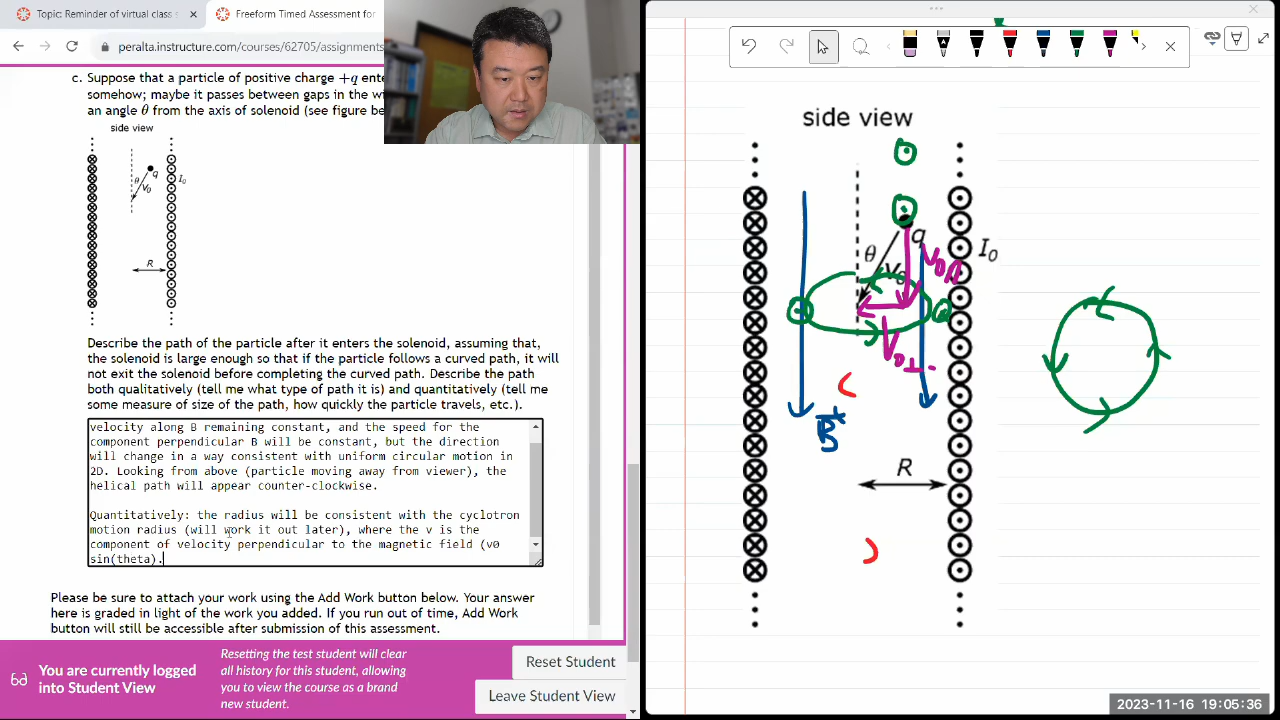 Topic: Reminder of virtual class s
Freeform Timed Assessment for
peralta.instructure.com/courses/62705/assignments
c. Suppose that a particle of positive charge +q ente
somehow; maybe it passes between gaps in the wi
an angle θ from the axis of solenoid (see figure be
side view
θ
q
V₀
I₀
R
Describe the path of the particle after it enters the solenoid, assuming that,
the solenoid is large enough so that if the particle follows a curved path, it will
not exit the solenoid before completing the curved path. Describe the path
both qualitatively (tell me what type of path it is) and quantitatively (tell me
some measure of size of the path, how quickly the particle travels, etc.).
velocity along B remaining constant, and the speed for the
component perpendicular B will be constant, but the direction
will change in a way consistent with uniform circular motion in
2D. Looking from above (particle moving away from viewer), the
helical path will appear counter-clockwise.
Quantitatively: the radius will be consistent with the cyclotron
motion radius (will work it out later), where the v is the
component of velocity perpendicular to the magnetic field (v0
sin(theta).
Please be sure to attach your work using the Add Work button below. Your answer
here is graded in light of the work you added. If you run out of time, Add Work
button will still be accessible after submission of this assessment.
You are currently logged
into Student View
Resetting the test student will clear
all history for this student, allowing
you to view the course as a brand
new student.
Reset Student
Leave Student View
side view
q
θ
V₀
I₀
V₀∥
V₀⊥
B
R
2023-11-16 19:05:36